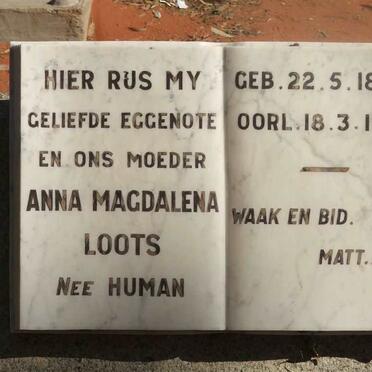 HIER RUS MY
GELIEFDE EGGENOTE
EN ONS MOEDER
ANNA MAGDALENA
LOOTS
NEE HUMAN
GEB. 22.5.18
OORL. 18.3.1
WAAK EN BID.
MATT.